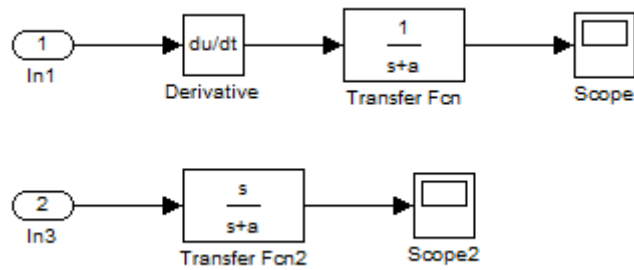 1
In1
du/dt
Derivative
1
s+a
Transfer Fcn
Scope
2
In3
s
s+a
Transfer Fcn2
Scope2